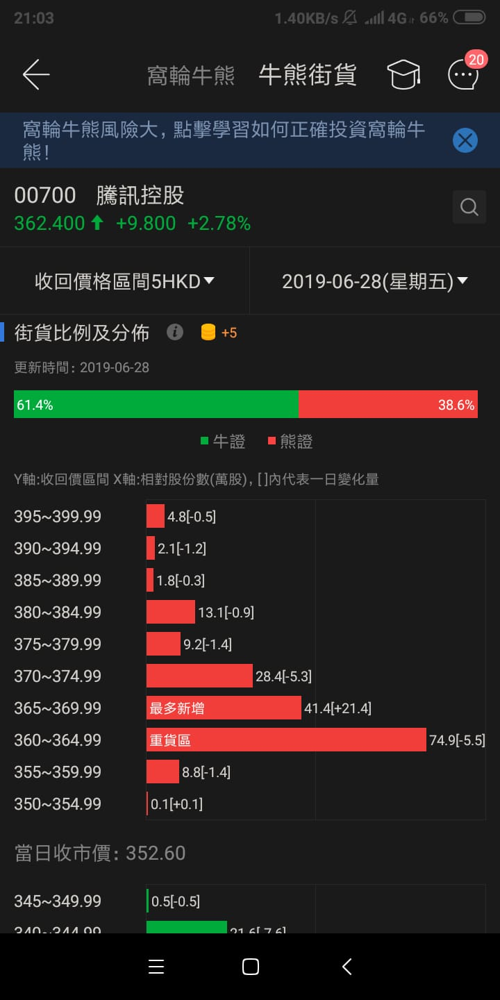 21:03 1.40KB/s 4G 66%
窩輪牛熊 牛熊街貨 20
窩輪牛熊風險大, 點擊學習如何正確投資窩輪牛
熊!
00700 騰訊控股
362.400 +9.800 +2.78%
收回價格區間5HKD 2019-06-28(星期五)
街貨比例及分佈 +5
更新時間: 2019-06-28
61.4% 38.6%
牛證 熊證
Y軸:收回價區間 X軸:相對股份數(萬股), [ ]內代表一日變化量
395~399.99 4.8[-0.5]
390~394.99 2.1[-1.2]
385~389.99 1.8[-0.3]
380~384.99 13.1[-0.9]
375~379.99 9.2[-1.4]
370~374.99 28.4[-5.3]
365~369.99 最多新增 41.4[+21.4]
360~364.99 重貨區 74.9[-5.5]
355~359.99 8.8[-1.4]
350~354.99 0.1[+0.1]
當日收市價: 352.60
345~349.99 0.5[-0.5]
340~344.99 21.6[-7.6]